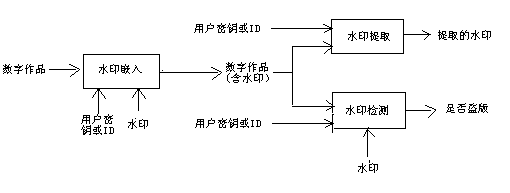 用户密钥或ID
水印提取
提取的水印
数字作品
水印嵌入
数字作品
(含水印)
用户密
钥或ID
水印
用户密钥或ID
水印检测
是否盗版
水印